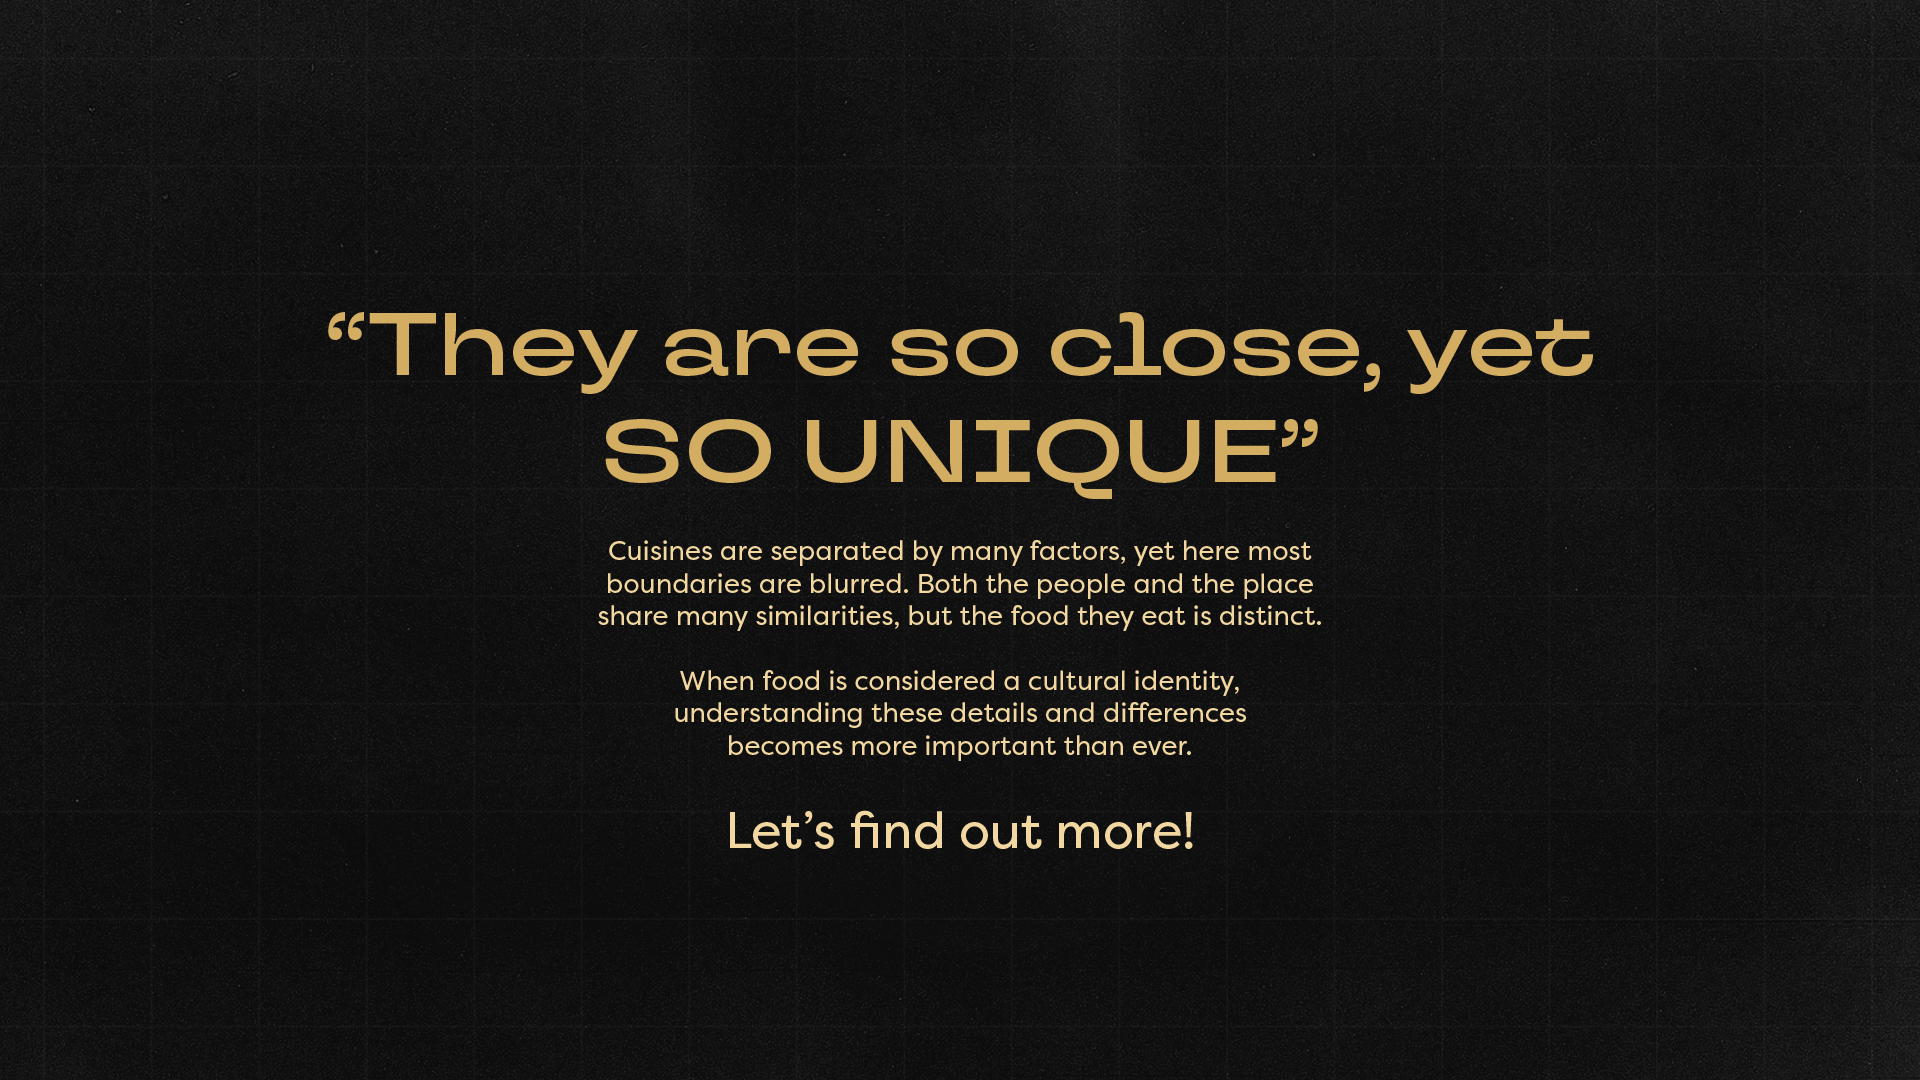 “They are so close, yet
SO UNIQUE”
Cuisines are separated by many factors, yet here most
boundaries are blurred. Both the people and the place
share many similarities, but the food they eat is distinct.
When food is considered a cultural identity,
understanding these details and differences
becomes more important than ever.
Let’s find out more!